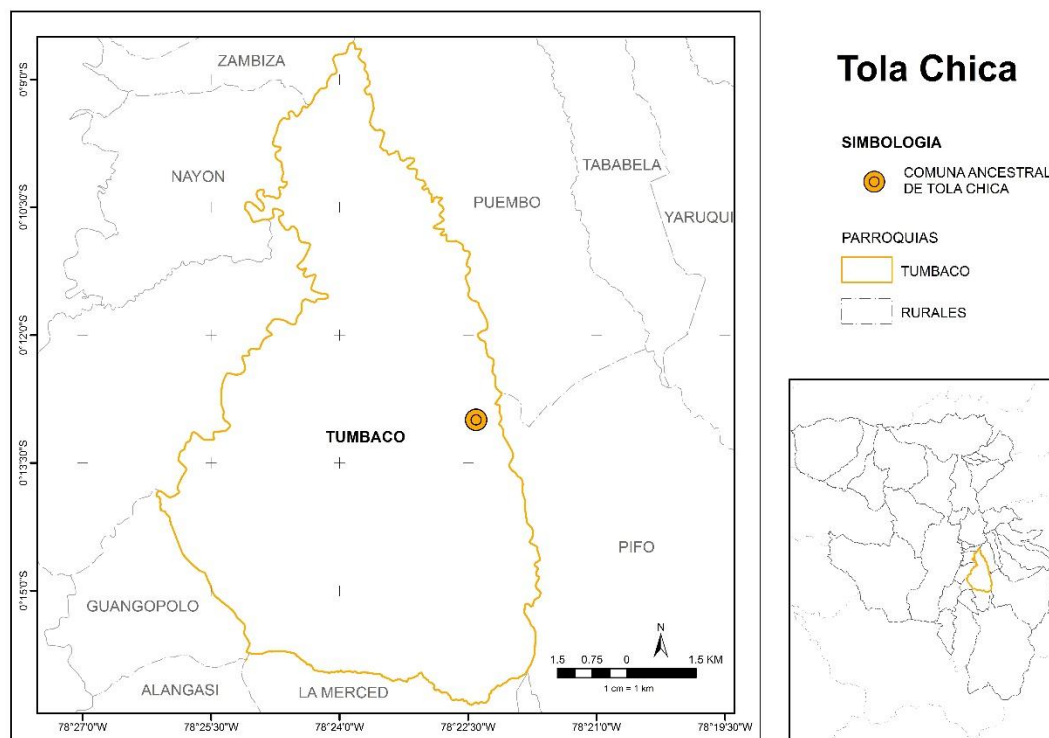 Tola Chica
SIMBOLOGIA
COMUNA ANCESTRAL
DE TOLA CHICA
PARROQUIAS
TUMBACO
RURALES
ZAMBIZA
NAYON
TABABELA
PUEMBO
YARUQUI
TUMBACO
PIFO
GUANGOPOLO
ALANGASI
LA MERCED
N
1.5 0.75 0 1.5 KM
1 cm = 1 km
0°9'0"S
0°10'30"S
0°12'0"S
0°13'30"S
0°15'0"S
78°27'0"W 78°25'30"W 78°24'0"W 78°22'30"W 78°21'0"W 78°19'30"W